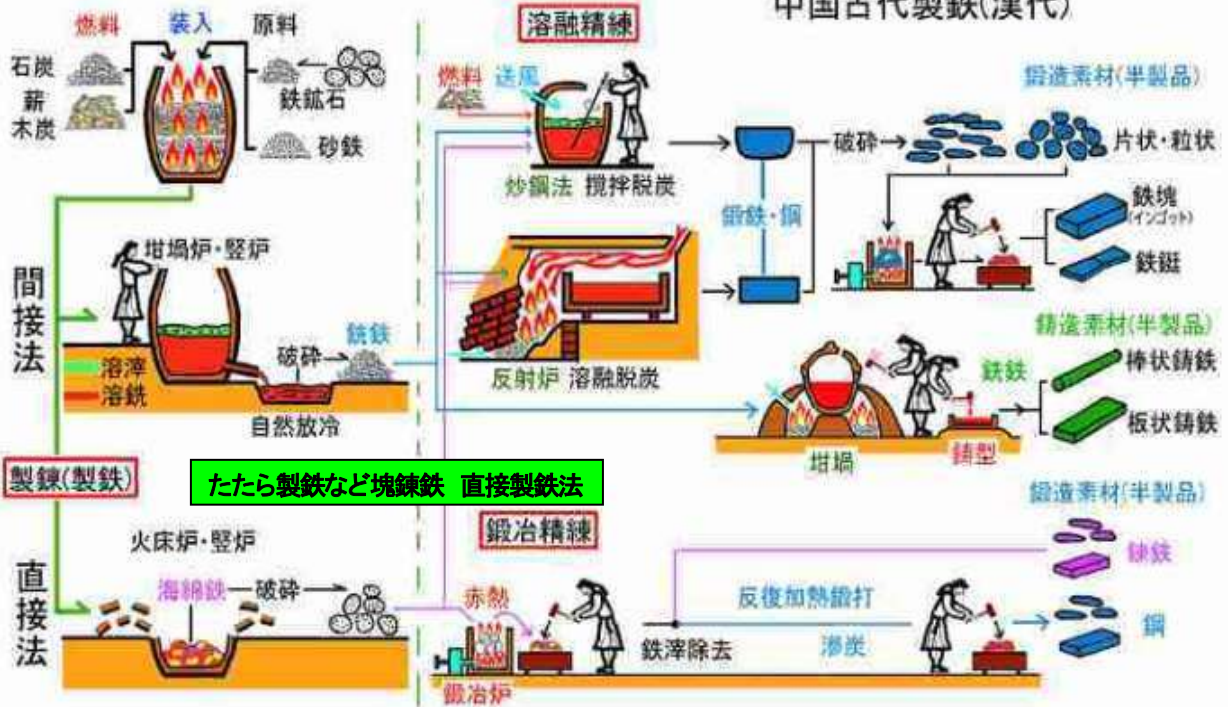 中国古代製鉄(漢代)
燃料
装入
原料
石炭
薪
木炭
鉄鉱石
砂鉄
溶融精練
燃料
送風
炒鋼法 撹拌脱炭
破砕
鍛造素材(半製品)
片状・粒状
鍛鉄・鋼
鉄塊
(インゴット)
鉄鋌
間接法
坩堝炉・竪炉
溶滓
溶銑
破砕
銑鉄
自然放冷
反射炉 溶融脱炭
坩堝
銑鉄
鋳型
鋳造素材(半製品)
棒状鋳鉄
板状鋳鉄
製錬(製鉄)
たたら製鉄など塊錬鉄 直接製鉄法
直接法
火床炉・竪炉
海綿鉄
破砕
鍛冶精練
赤熱
鍛冶炉
鉄滓除去
反復加熱鍛打
滲炭
鍛造素材(半製品)
錬鉄
鋼